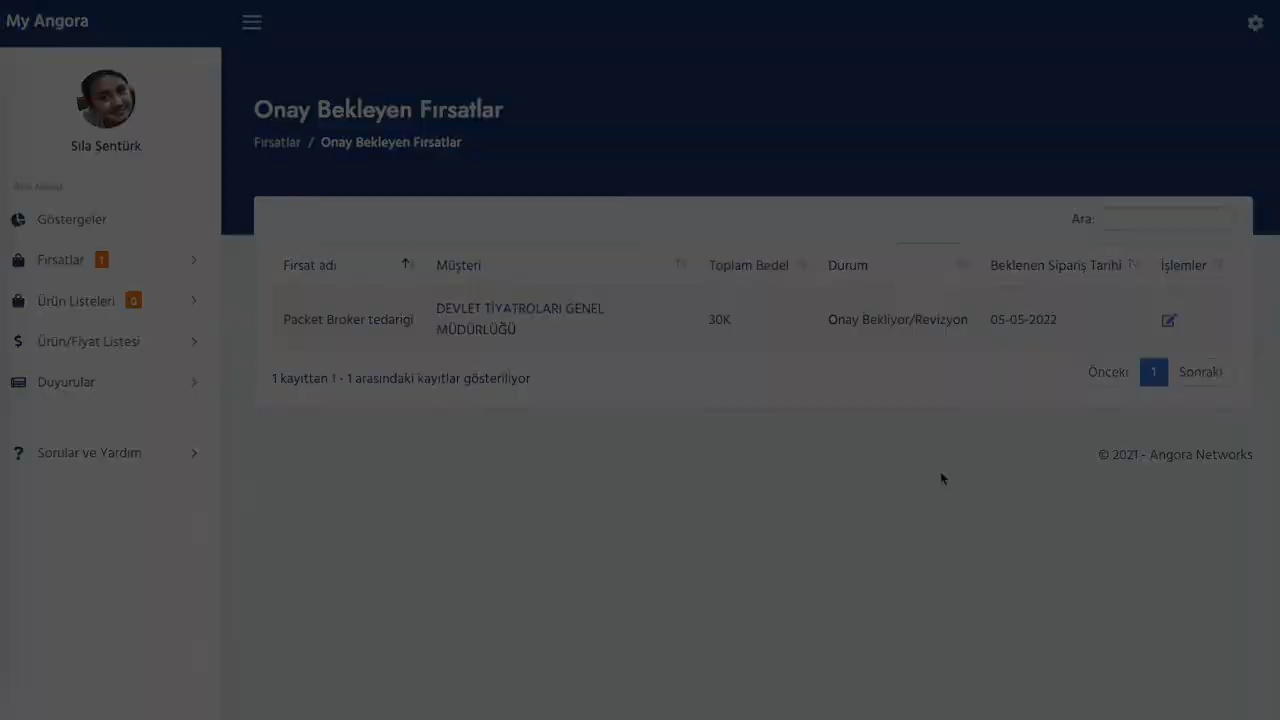 My Angora
Sıla Şentürk
Göstergeler
Fırsatlar 1
Ürün Listeleri 0
Ürün/Fiyat Listesi
Duyurular
Sorular ve Yardım
Onay Bekleyen Fırsatlar
Fırsatlar / Onay Bekleyen Fırsatlar
Ara:
Fırsat adı Müşteri Toplam Bedel Durum Beklenen Sipariş Tarihi İşlemler
Packet Broker tedarigi DEVLET TİYATROLARI GENEL MÜDÜRLÜĞÜ 30K Onay Bekliyor/Revizyon 05-05-2022
1 kayıttan 1 - 1 arasındaki kayıtlar gösteriliyor
Önceki 1 Sonraki
© 2021 - Angora Networks